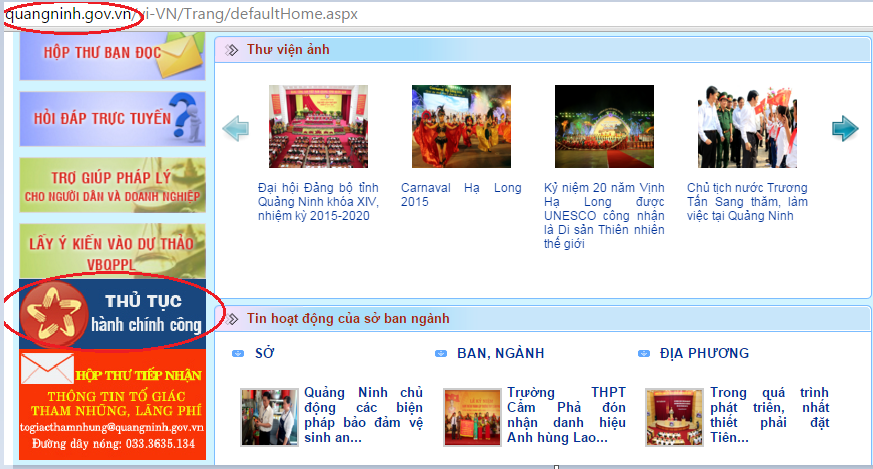 quangninh.gov.vn/vi-VN/Trang/defaultHome.aspx
HỘP THƯ BẠN ĐỌC
HỎI ĐÁP TRỰC TUYẾN
TRỢ GIÚP PHÁP LÝ
CHO NGƯỜI DÂN VÀ DOANH NGHIỆP
LẤY Ý KIẾN VÀO DỰ THẢO
VBQPPL
THỦ TỤC
hành chính công
HỘP THƯ TIẾP NHẬN
THÔNG TIN TỐ GIÁC
THAM NHŨNG, LÃNG PHÍ
togiacthamnhung@quangninh.gov.vn
Đường dây nóng: 033.3635.134
Thư viện ảnh
Đại hội Đảng bộ tỉnh
Quảng Ninh khóa XIV,
nhiệm kỳ 2015-2020
Carnaval Hạ Long
2015
Kỷ niệm 20 năm Vịnh
Hạ Long được
UNESCO công nhận
là Di sản Thiên nhiên
thế giới
Chủ tịch nước Trương
Tấn Sang thăm, làm
việc tại Quảng Ninh
Tin hoạt động của sở ban ngành
SỞ
Quảng Ninh chủ
động các biện
pháp bảo đảm vệ
sinh an...
BAN, NGÀNH
Trường THPT
Cẩm Phả đón
nhận danh hiệu
Anh hùng Lao...
ĐỊA PHƯƠNG
Trong quá trình
phát triển, nhất
thiết phải đặt
Tiên...